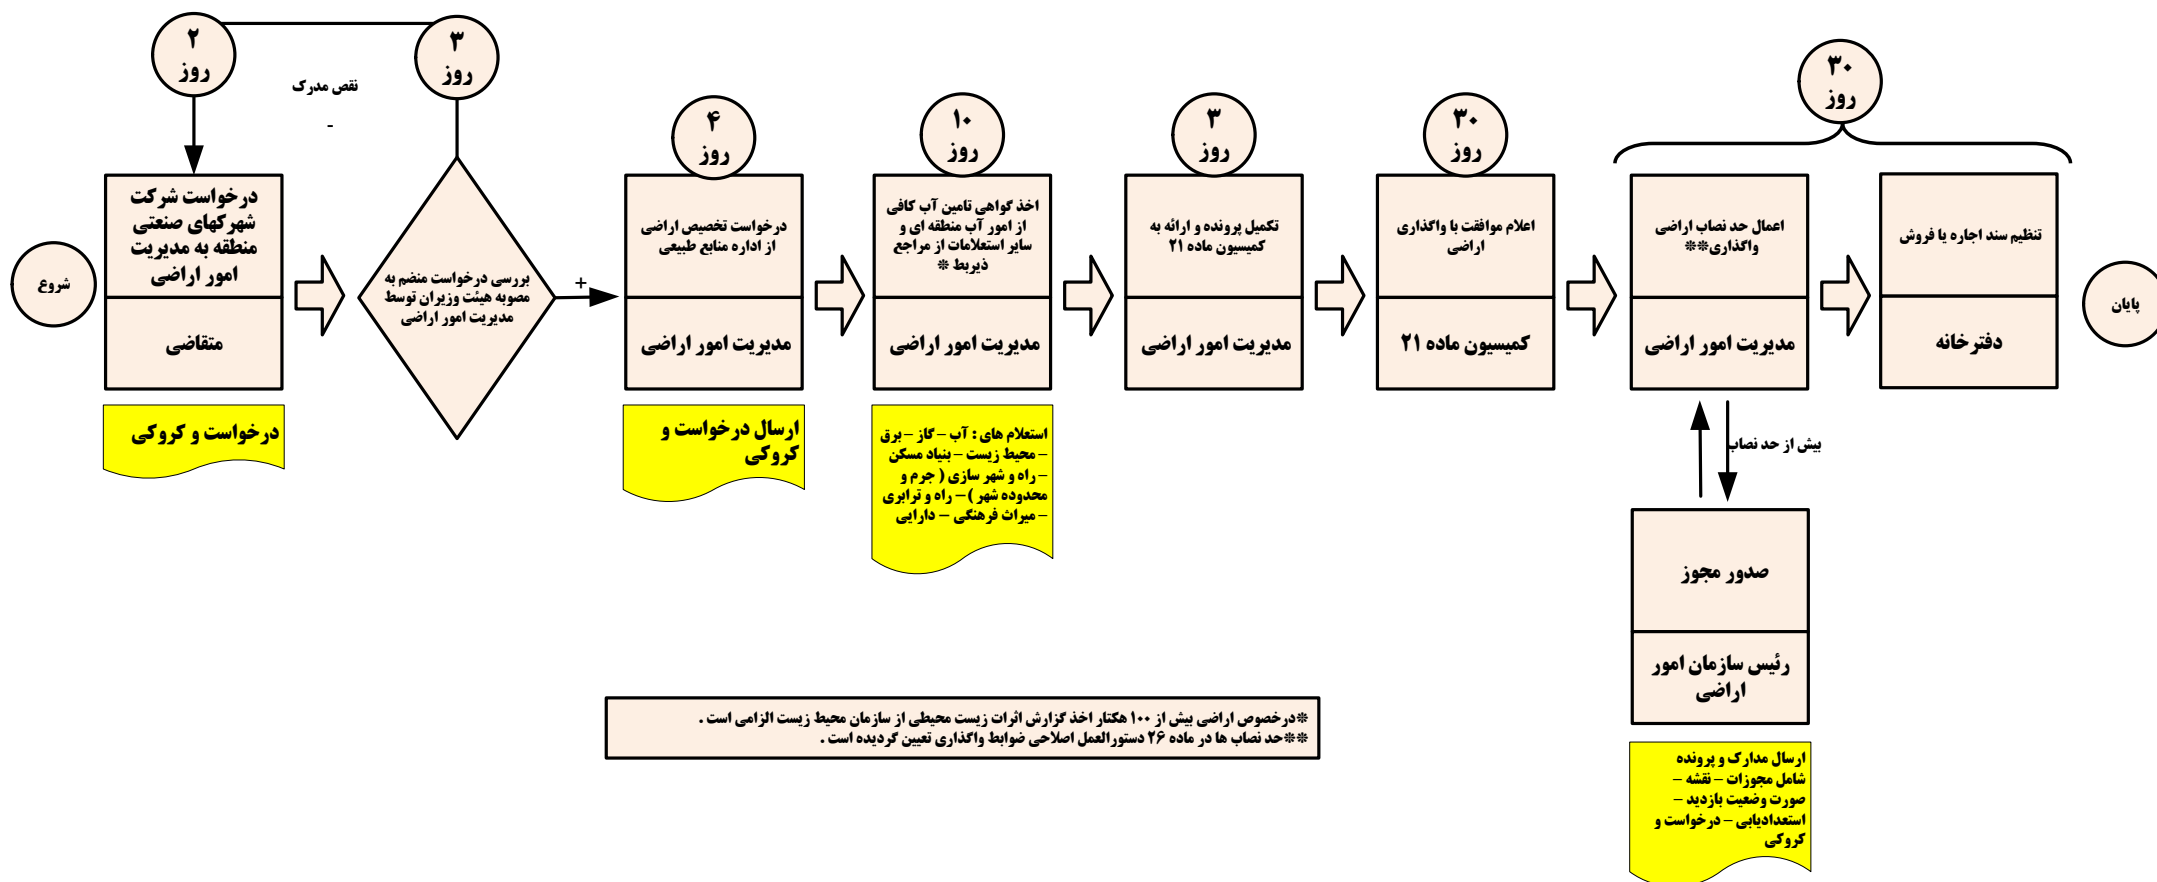 شروع
۲
روز
نقص مدرک
-
۳
روز
درخواست شرکت
شهرکهای صنعتی
منطقه به مدیریت
امور اراضی
متقاضی
درخواست و کروکی
بررسی درخواست منضم به
مصوبه هیئت وزیران توسط
مدیریت امور اراضی
+
۴
روز
درخواست تخصیص اراضی
از اداره منابع طبیعی
مدیریت امور اراضی
ارسال درخواست و
کروکی
۱۰
روز
اخذ گواهی تامین آب کافی
از امور آب منطقه ای و
سایر استعلامات از مراجع
ذیربط *
مدیریت امور اراضی
استعلام های : آب – گاز – برق
– محیط زیست – بنیاد مسکن
– راه و شهر سازی ( جرم و
محدوده شهر ) – راه و ترابری
– میراث فرهنگی – دارایی
۳
روز
تکمیل پرونده و ارائه به
کمیسیون ماده ۲۱
مدیریت امور اراضی
۳۰
روز
اعلام موافقت با واگذاری
اراضی
کمیسیون ماده ۲۱
۳۰
روز
اعمال حد نصاب اراضی
واگذاری**
مدیریت امور اراضی
تنظیم سند اجاره یا فروش
دفترخانه
پایان
بیش از حد نصاب
صدور مجوز
رئیس سازمان امور
اراضی
ارسال مدارک و پرونده
شامل مجوزات – نقشه –
صورت وضعیت بازدید –
استعدادیابی – درخواست و
کروکی
*درخصوص اراضی بیش از ۱۰۰ هکتار اخذ گزارش اثرات زیست محیطی از سازمان محیط زیست الزامی است .
**حد نصاب ها در ماده ۲۶ دستورالعمل اصلاحی ضوابط واگذاری تعیین گردیده است .